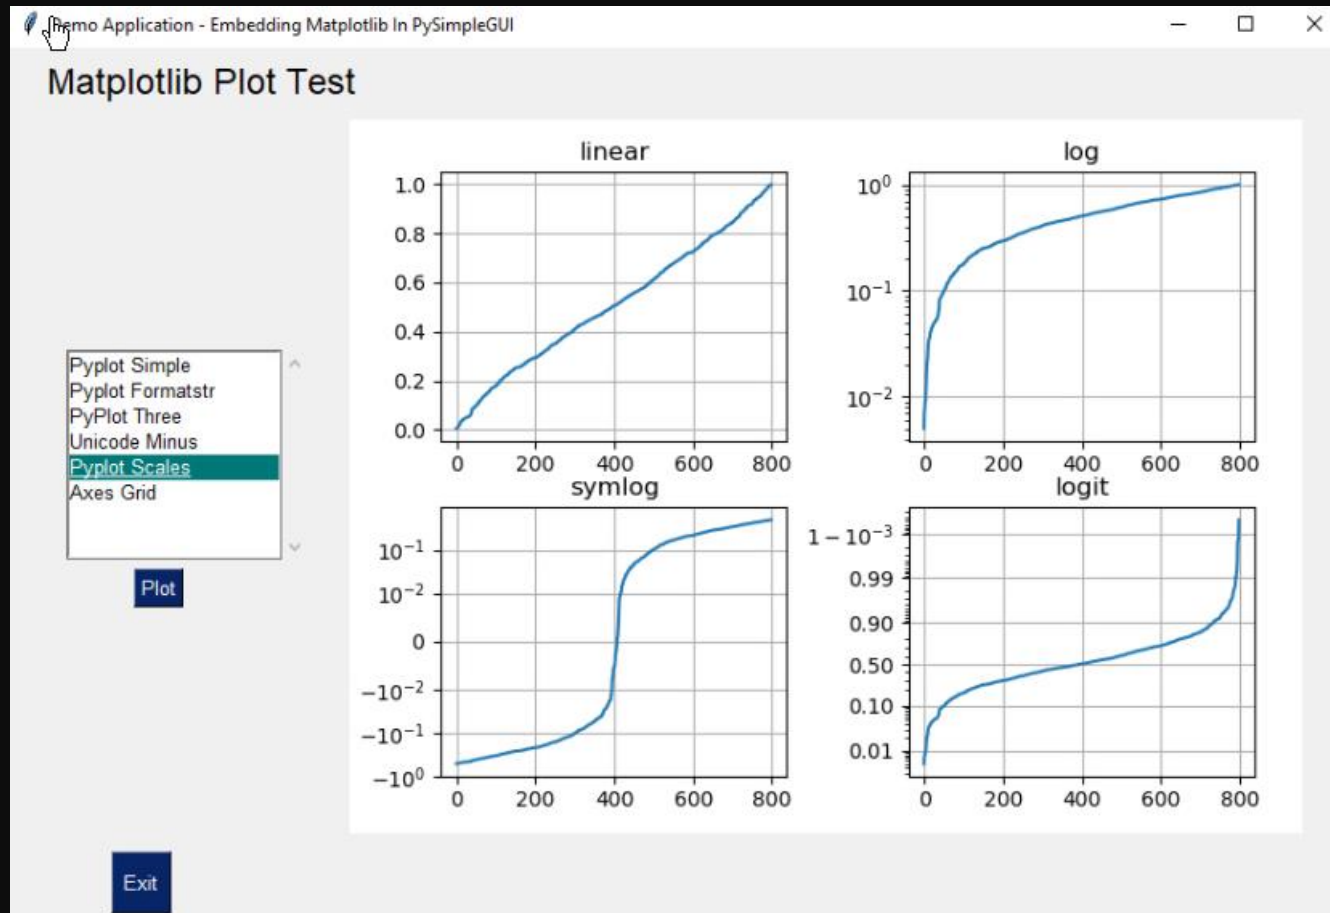 Demo Application - Embedding Matplotlib In PySimpleGUI
Matplotlib Plot Test
Pyplot Simple
Pyplot Formatstr
PyPlot Three
Unicode Minus
Pyplot Scales
Axes Grid
Plot
Exit
linear
1.0
0.8
0.6
0.4
0.2
0.0
0 200 400 600 800
log
10⁰
10⁻¹
10⁻²
0 200 400 600 800
symlog
10⁻¹
10⁻²
0
−10⁻²
−10⁻¹
−10⁰
0 200 400 600 800
logit
1 − 10⁻³
0.99
0.90
0.50
0.10
0.01
0 200 400 600 800